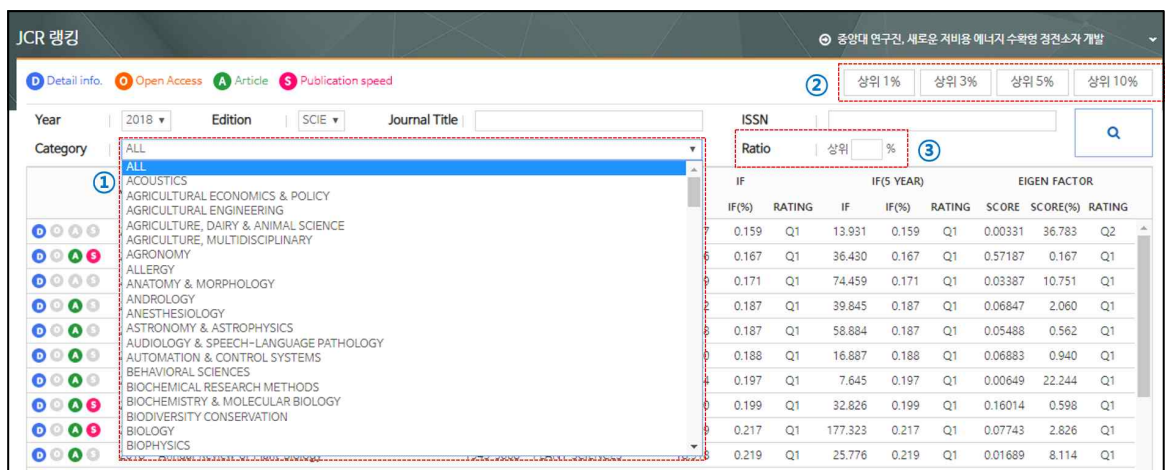 JCR 랭킹
중앙대 연구진, 새로운 저비용 에너지 수확형 정전소자 개발
D Detail info. O Open Access A Article S Publication speed
② 상위 1% 상위 3% 상위 5% 상위 10%
Year 2018 Edition SCIE Journal Title ISSN
Category ALL Ratio 상위 % ③
①
ALL
ACOUSTICS
AGRICULTURAL ECONOMICS & POLICY
AGRICULTURAL ENGINEERING
AGRICULTURE, DAIRY & ANIMAL SCIENCE
AGRICULTURE, MULTIDISCIPLINARY
AGRONOMY
ALLERGY
ANATOMY & MORPHOLOGY
ANDROLOGY
ANESTHESIOLOGY
ASTRONOMY & ASTROPHYSICS
AUDIOLOGY & SPEECH-LANGUAGE PATHOLOGY
AUTOMATION & CONTROL SYSTEMS
BEHAVIORAL SCIENCES
BIOCHEMICAL RESEARCH METHODS
BIOCHEMISTRY & MOLECULAR BIOLOGY
BIODIVERSITY CONSERVATION
BIOLOGY
BIOPHYSICS
IF IF(5 YEAR) EIGEN FACTOR
IF(%) RATING IF IF(%) RATING SCORE SCORE(%) RATING
D O A S 7 0.159 Q1 13.931 0.159 Q1 0.00331 36.783 Q2
D O A S 6 0.167 Q1 36.430 0.167 Q1 0.57187 0.167 Q1
D O A S 9 0.171 Q1 74.459 0.171 Q1 0.03387 10.751 Q1
D O A S 2 0.187 Q1 39.845 0.187 Q1 0.06847 2.060 Q1
D O A S 8 0.187 Q1 58.884 0.187 Q1 0.05488 0.562 Q1
D O A S 0 0.188 Q1 16.887 0.188 Q1 0.06883 0.940 Q1
D O A S 4 0.197 Q1 7.645 0.197 Q1 0.00649 22.244 Q1
D O A S 0 0.199 Q1 32.826 0.199 Q1 0.16014 0.598 Q1
D O A S 9 0.217 Q1 177.323 0.217 Q1 0.07743 2.826 Q1
D O A S 0.219 Q1 25.776 0.219 Q1 0.01689 8.114 Q1